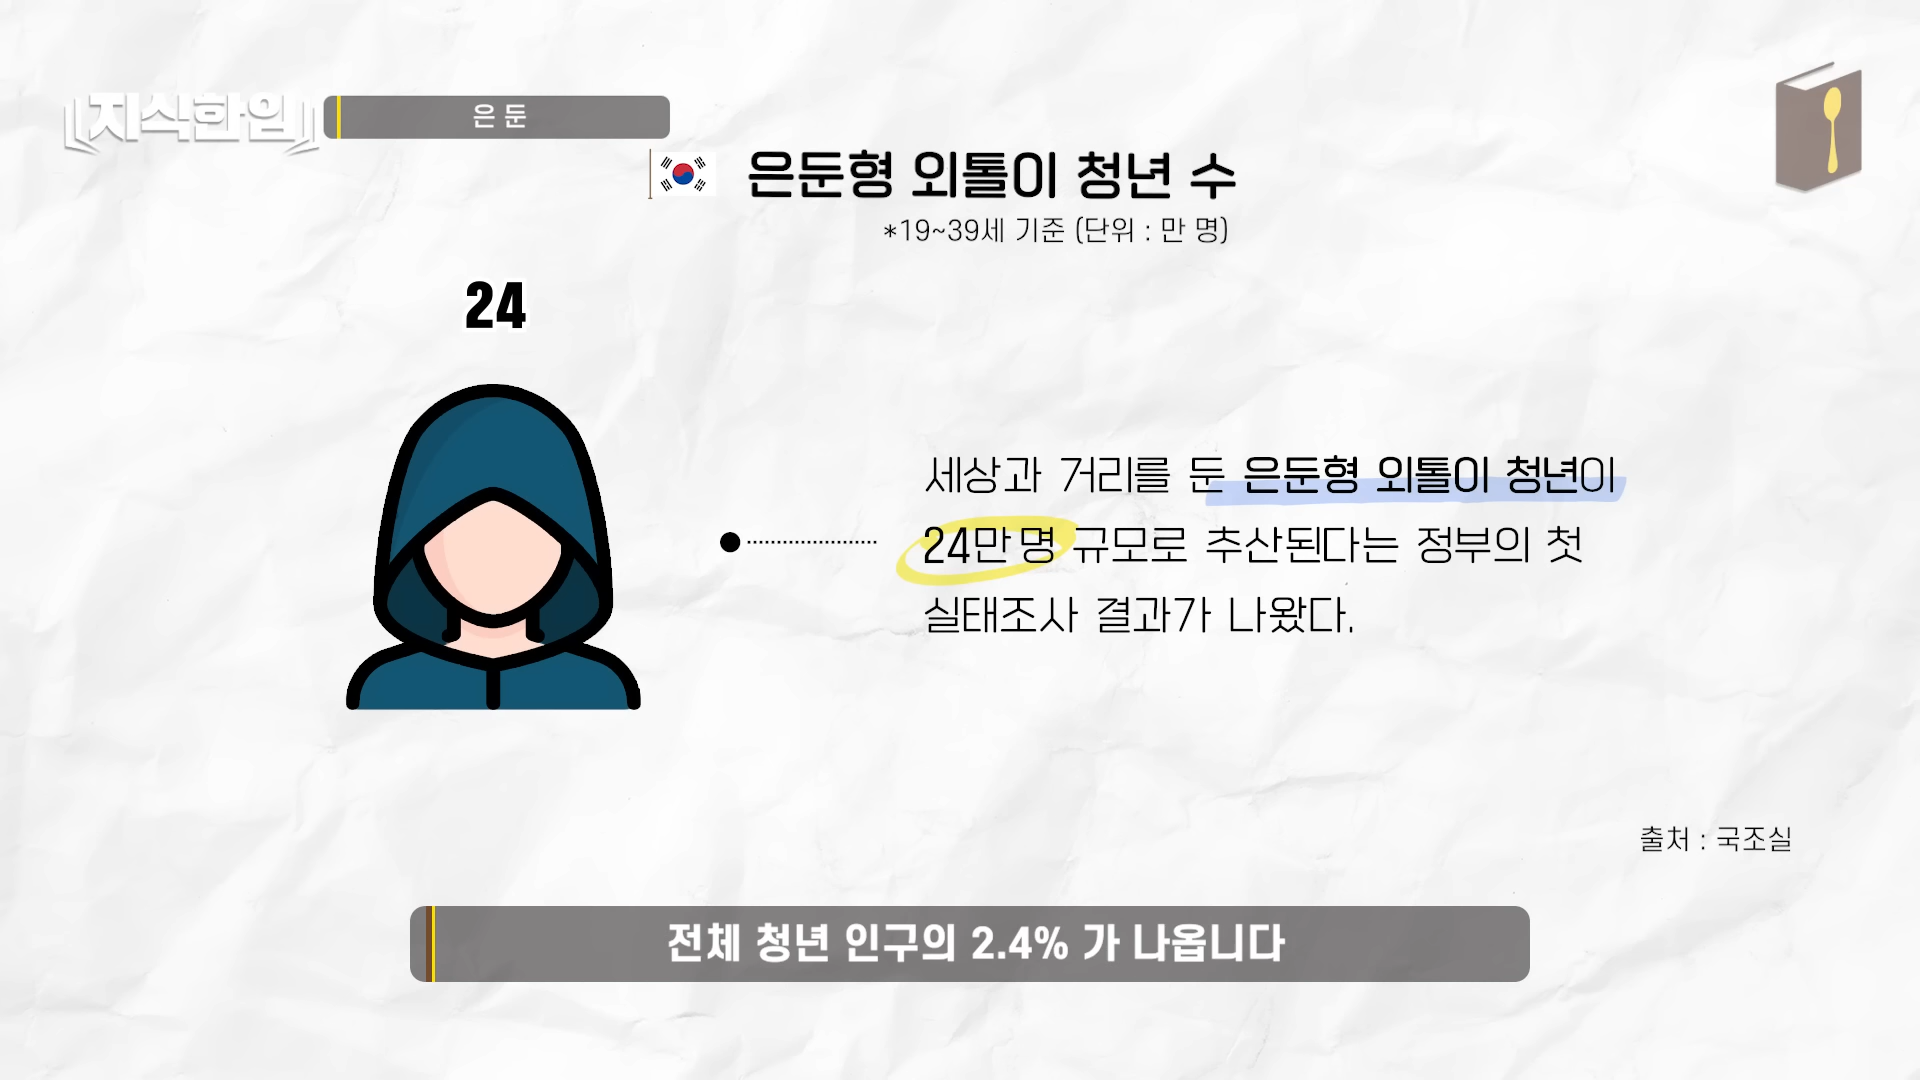 지식한입
은둔
은둔형 외톨이 청년 수
*19~39세 기준 (단위 : 만 명)
24
세상과 거리를 둔 은둔형 외톨이 청년이
24만 명 규모로 추산된다는 정부의 첫
실태조사 결과가 나왔다.
출처 : 국조실
전체 청년 인구의 2.4% 가 나옵니다